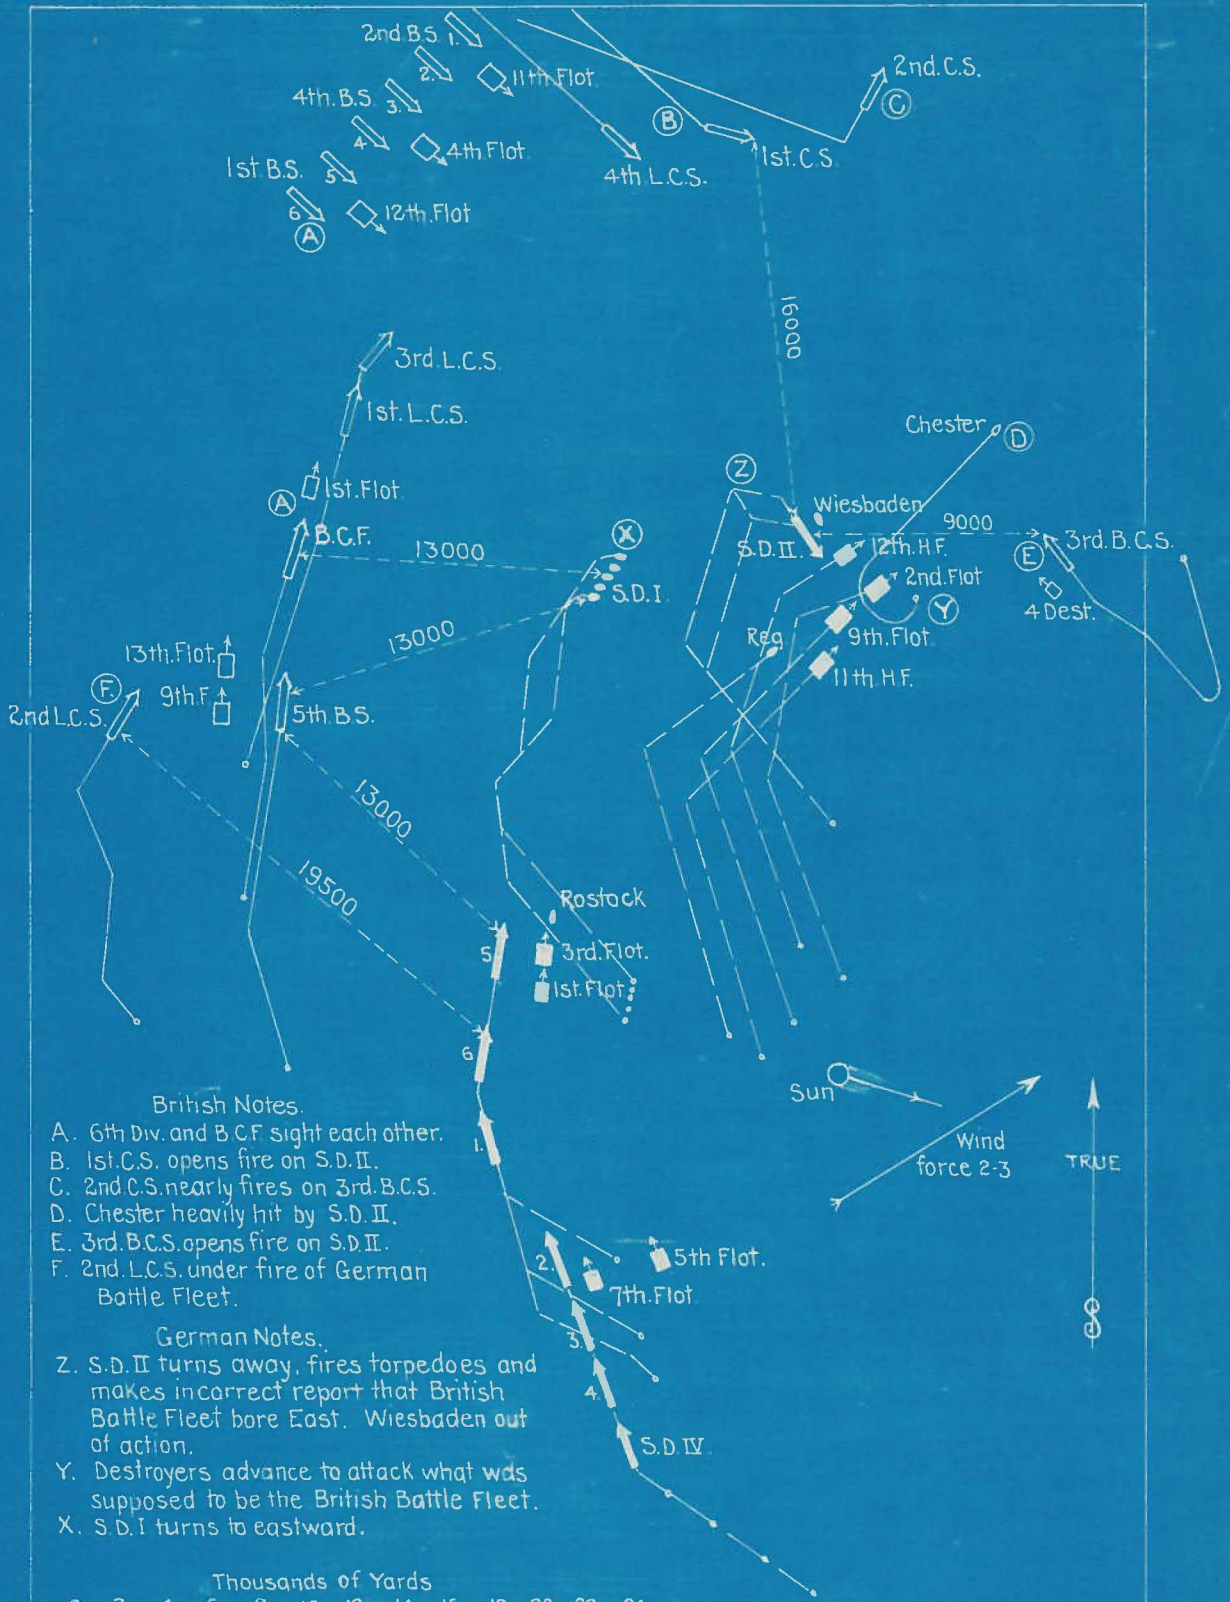 2nd.B.S. 1.
2.
11th Flot.
4th.B.S. 3.
4
4th Flot.
1st.B.S.
5
6
12th.Flot
A
2nd.C.S.
C
B
1st.C.S.
4th L.C.S.
16000
3rd.L.C.S.
1st.L.C.S.
1st.Flot.
A
B.C.F.
13000
X
S.D.I
13000
Chester
D
Z
Wiesbaden
S.D.II.
9000
12th.H.F.
E
3rd.B.C.S.
2nd.Flot
Y
4 Dest.
Reg
9th.Flot.
11th.H.F.
13th.Flot.
F.
9th.F
2nd L.C.S.
5th.B.S.
13000
19500
Rostock
5
3rd.Flot.
1st.Flot.
6
Sun
1.
Wind
force 2-3
TRUE
2.
5th Flot.
7th.Flot
3.
4.
S.D.IV.
British Notes.
A. 6th Div. and B.C.F. sight each other.
B. 1st.C.S. opens fire on S.D.II.
C. 2nd.C.S. nearly fires on 3rd.B.C.S.
D. Chester heavily hit by S.D.II.
E. 3rd.B.C.S. opens fire on S.D.II.
F. 2nd.L.C.S. under fire of German
Battle Fleet.
German Notes.
Z. S.D.II turns away, fires torpedoes and
makes incorrect report that British
Battle Fleet bore East. Wiesbaden out
of action.
Y. Destroyers advance to attack what was
supposed to be the British Battle Fleet.
X. S.D.I turns to eastward.
Thousands of Yards